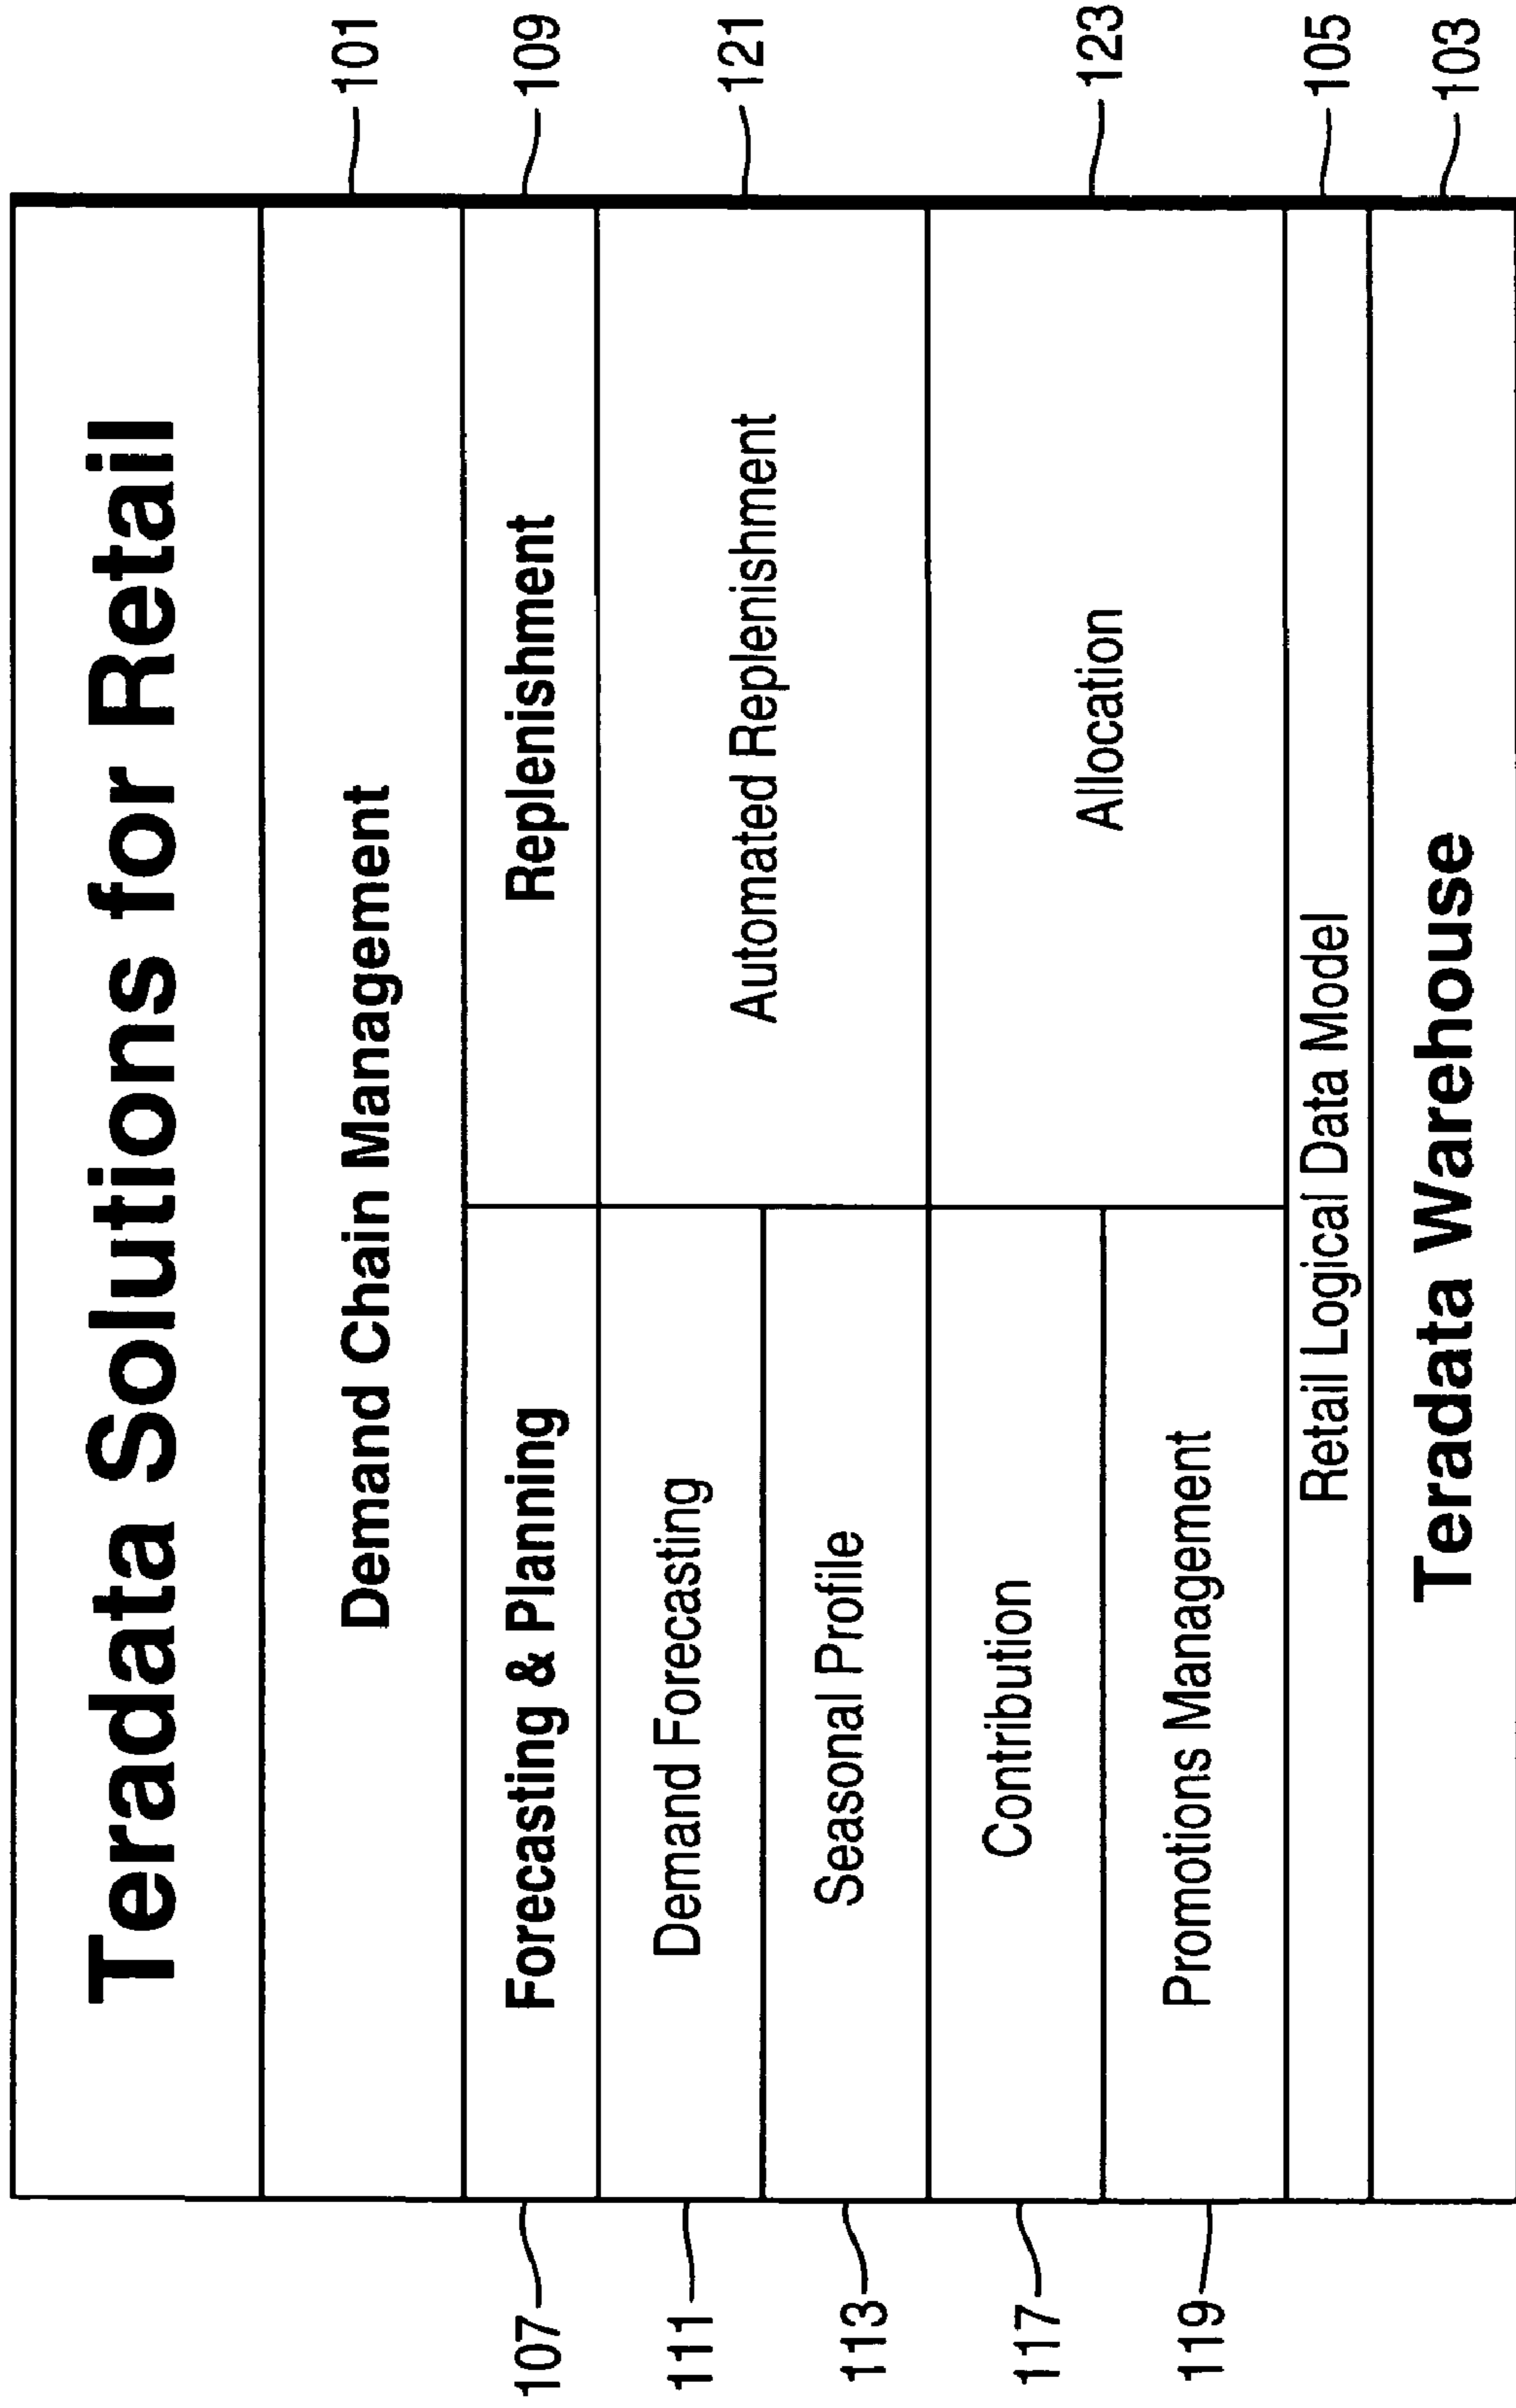 Teradata Solutions for Retail
Demand Chain Management
101
107
Forecasting & Planning
Replenishment
109
111
Demand Forecasting
Automated Replenishment
121
113
Seasonal Profile
117
Contribution
Allocation
123
119
Promotions Management
Retail Logical Data Model
105
Teradata Warehouse
103